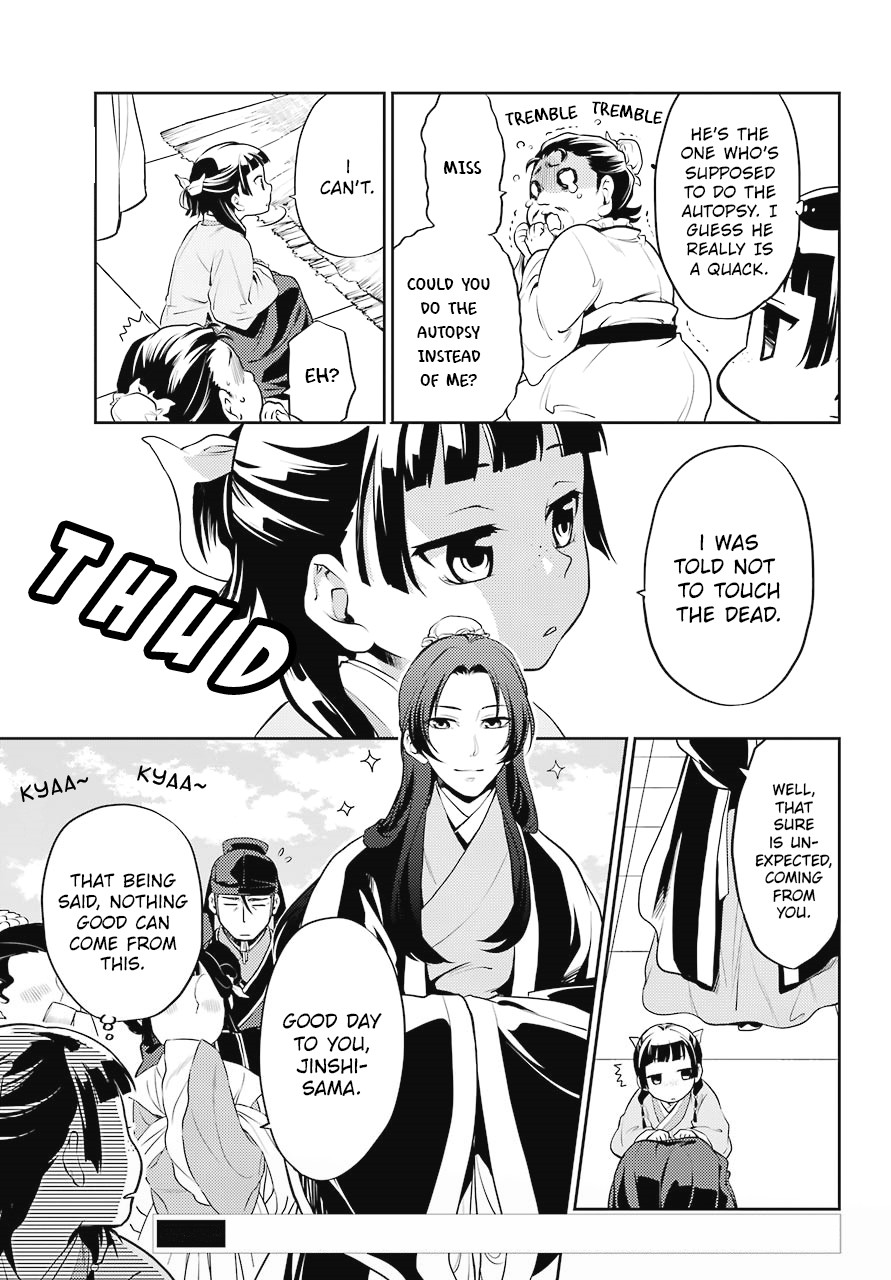 HE'S THE
ONE WHO'S
SUPPOSED
TO DO THE
AUTOPSY. I
GUESS HE
REALLY IS
A QUACK.
TREMBLE TREMBLE
MISS
COULD YOU
DO THE
AUTOPSY
INSTEAD
OF ME?
I
CAN'T.
EH?
I WAS
TOLD NOT
TO TOUCH
THE DEAD.
THUD
WELL,
THAT
SURE
IS UN-
EXPECTED,
COMING
FROM
YOU.
KYAA~ KYAA~
GOOD DAY
TO YOU,
JINSHI-
SAMA.
THAT BEING
SAID, NOTHING
GOOD CAN
COME FROM
THIS.